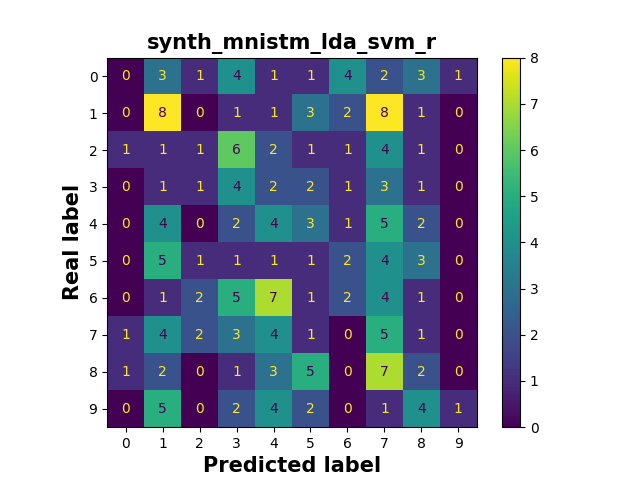 synth_mnistm_lda_svm_r
0 0 3 1 4 1 1 4 2 3 1
1 0 8 0 1 1 3 2 8 1 0
2 1 1 1 6 2 1 1 4 1 0
3 0 1 1 4 2 2 1 3 1 0
4 0 4 0 2 4 3 1 5 2 0
5 0 5 1 1 1 1 2 4 3 0
6 0 1 2 5 7 1 2 4 1 0
7 1 4 2 3 4 1 0 5 1 0
8 1 2 0 1 3 5 0 7 2 0
9 0 5 0 2 4 2 0 1 4 1
0 1 2 3 4 5 6 7 8 9
Real label
Predicted label
8
7
6
5
4
3
2
1
0